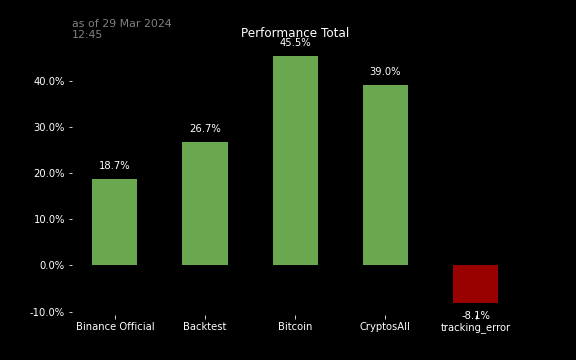 as of 29 Mar 2024
12:45
Performance Total
45.5%
39.0%
26.7%
18.7%
-8.1%
40.0%
30.0%
20.0%
10.0%
0.0%
-10.0%
Binance Official
Backtest
Bitcoin
CryptosAll
tracking_error